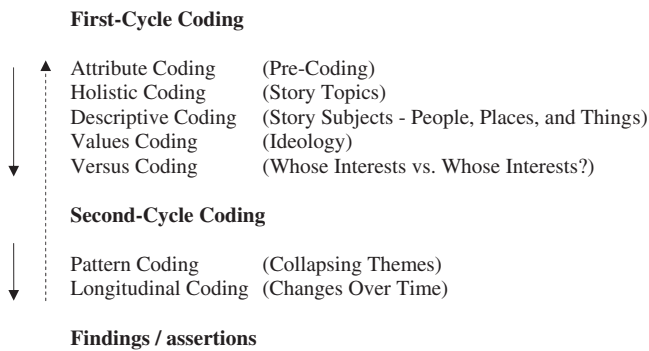 First-Cycle Coding
Attribute Coding (Pre-Coding)
Holistic Coding (Story Topics)
Descriptive Coding (Story Subjects - People, Places, and Things)
Values Coding (Ideology)
Versus Coding (Whose Interests vs. Whose Interests?)
Second-Cycle Coding
Pattern Coding (Collapsing Themes)
Longitudinal Coding (Changes Over Time)
Findings / assertions